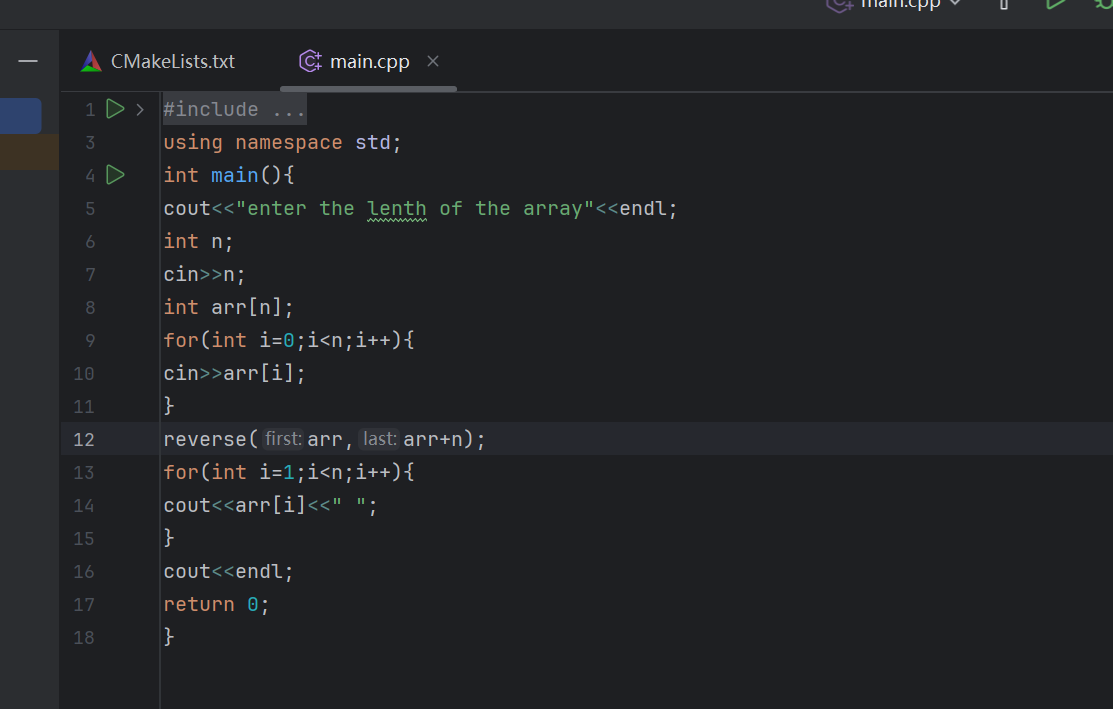 main.cpp
CMakeLists.txt main.cpp
1 #include ...
3 using namespace std;
4 int main(){
5 cout<<"enter the lenth of the array"<<endl;
6 int n;
7 cin>>n;
8 int arr[n];
9 for(int i=0;i<n;i++){
10 cin>>arr[i];
11 }
12 reverse( first: arr, last: arr+n);
13 for(int i=1;i<n;i++){
14 cout<<arr[i]<<" ";
15 }
16 cout<<endl;
17 return 0;
18 }